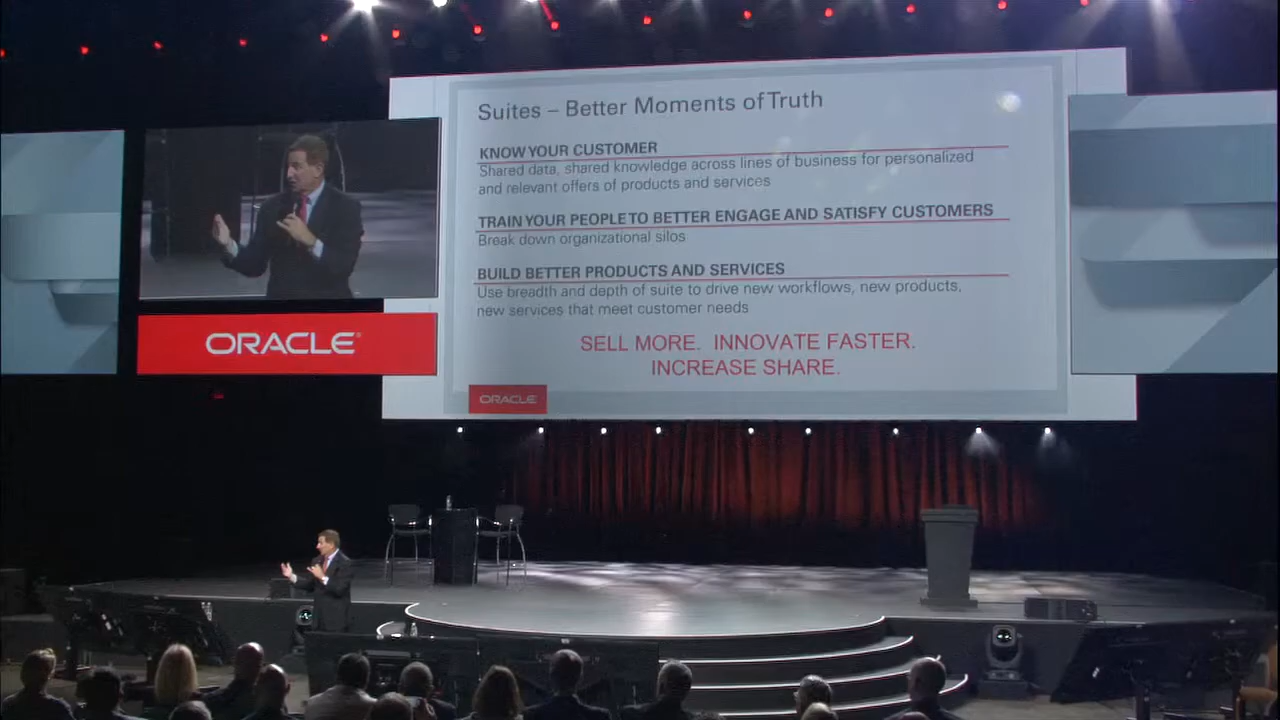 Suites – Better Moments of Truth
KNOW YOUR CUSTOMER
Shared data, shared knowledge across lines of business for personalized
and relevant offers of products and services
TRAIN YOUR PEOPLE TO BETTER ENGAGE AND SATISFY CUSTOMERS
Break down organizational silos
BUILD BETTER PRODUCTS AND SERVICES
Use breadth and depth of suite to drive new workflows, new products,
new services that meet customer needs
SELL MORE. INNOVATE FASTER.
INCREASE SHARE.
ORACLE
ORACLE®